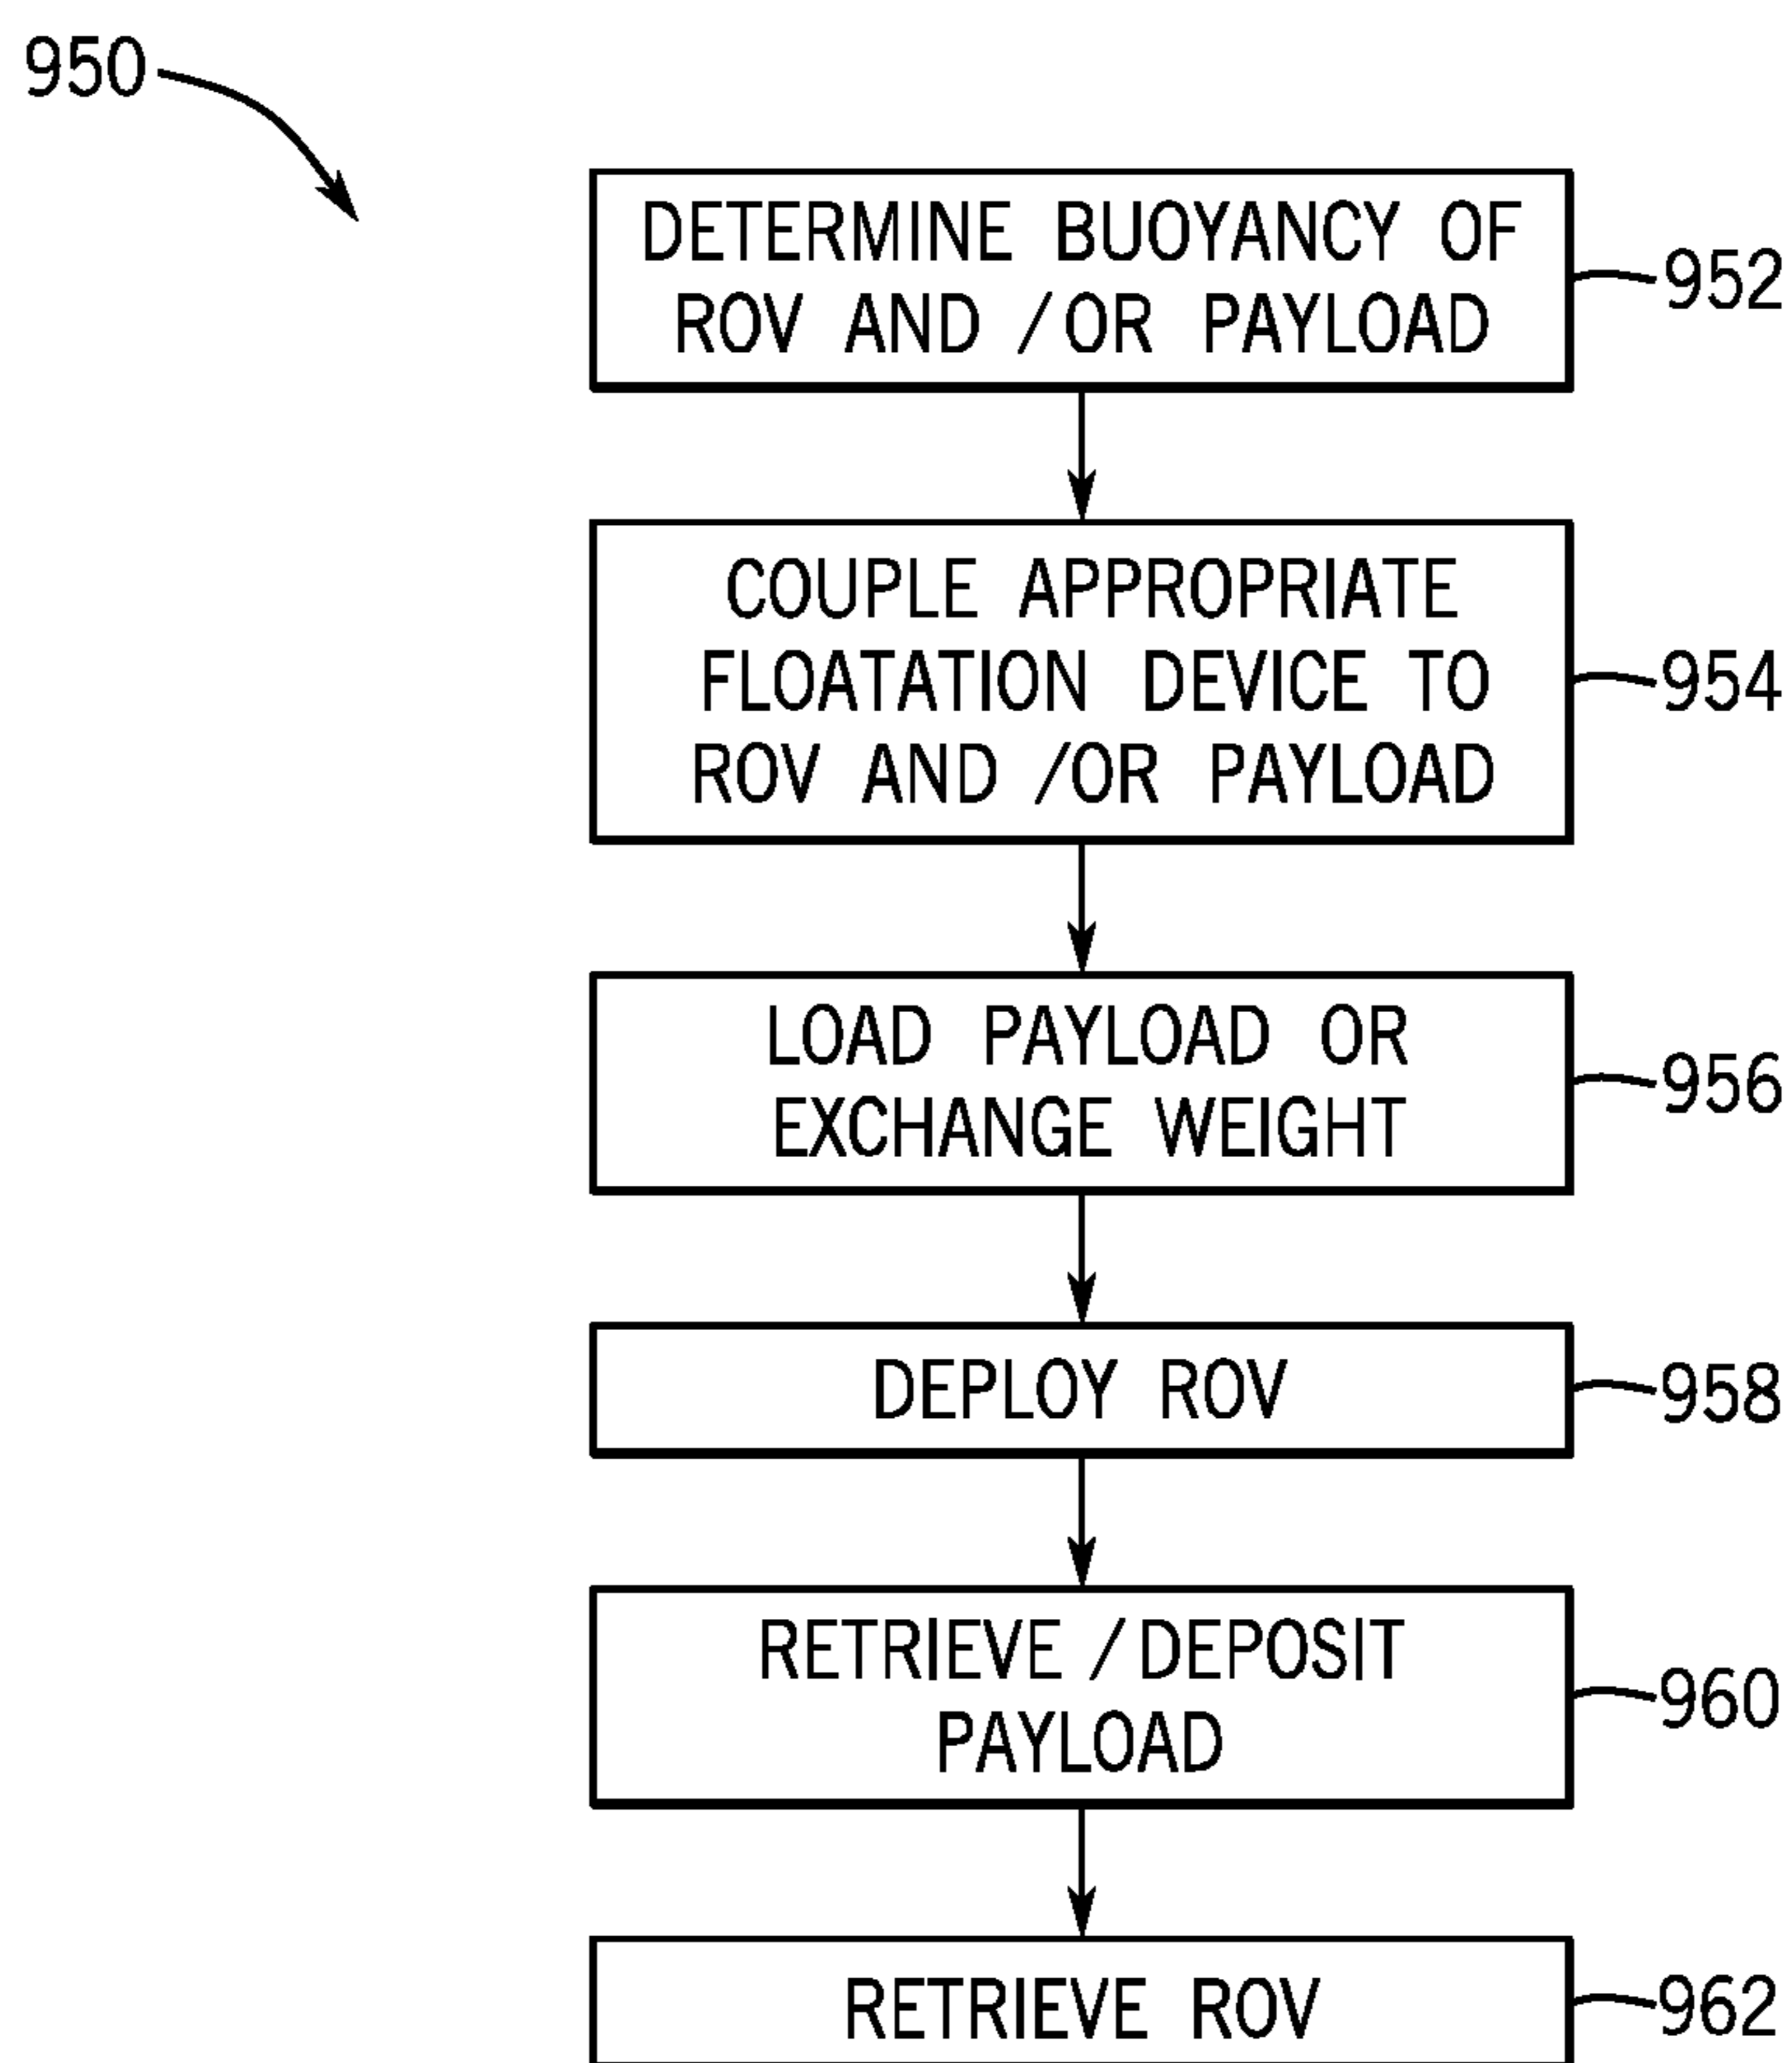 950
DETERMINE BUOYANCY OF
ROV AND /OR PAYLOAD
952
COUPLE APPROPRIATE
FLOATATION DEVICE TO
ROV AND /OR PAYLOAD
954
LOAD PAYLOAD OR
EXCHANGE WEIGHT
956
DEPLOY ROV
958
RETRIEVE /DEPOSIT
PAYLOAD
960
RETRIEVE ROV
962